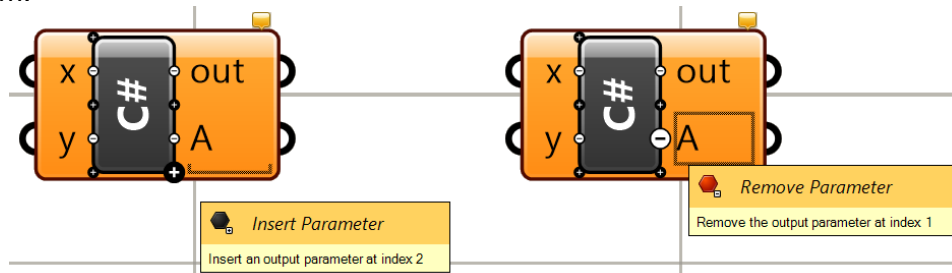 x
C#
out
y
A
Insert Parameter
Insert an output parameter at index 2
x
C#
out
y
A
Remove Parameter
Remove the output parameter at index 1